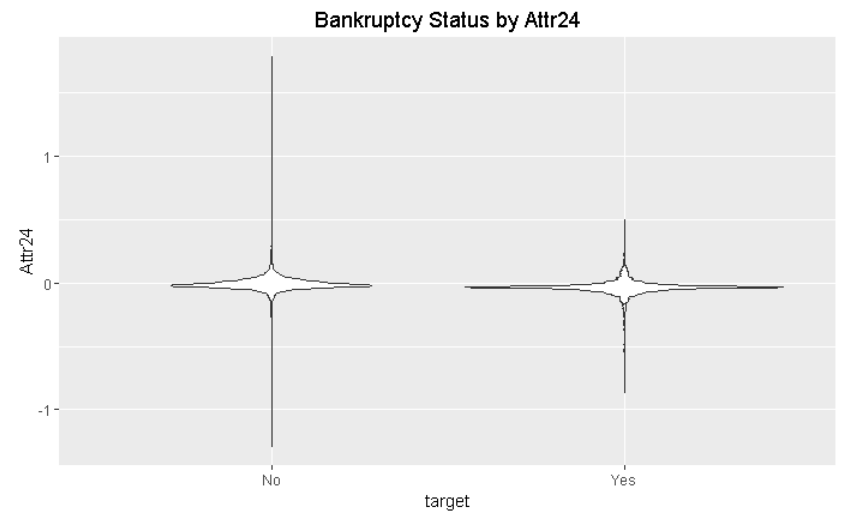 Bankruptcy Status by Attr24
Attr24
1
0
-1
No
Yes
target